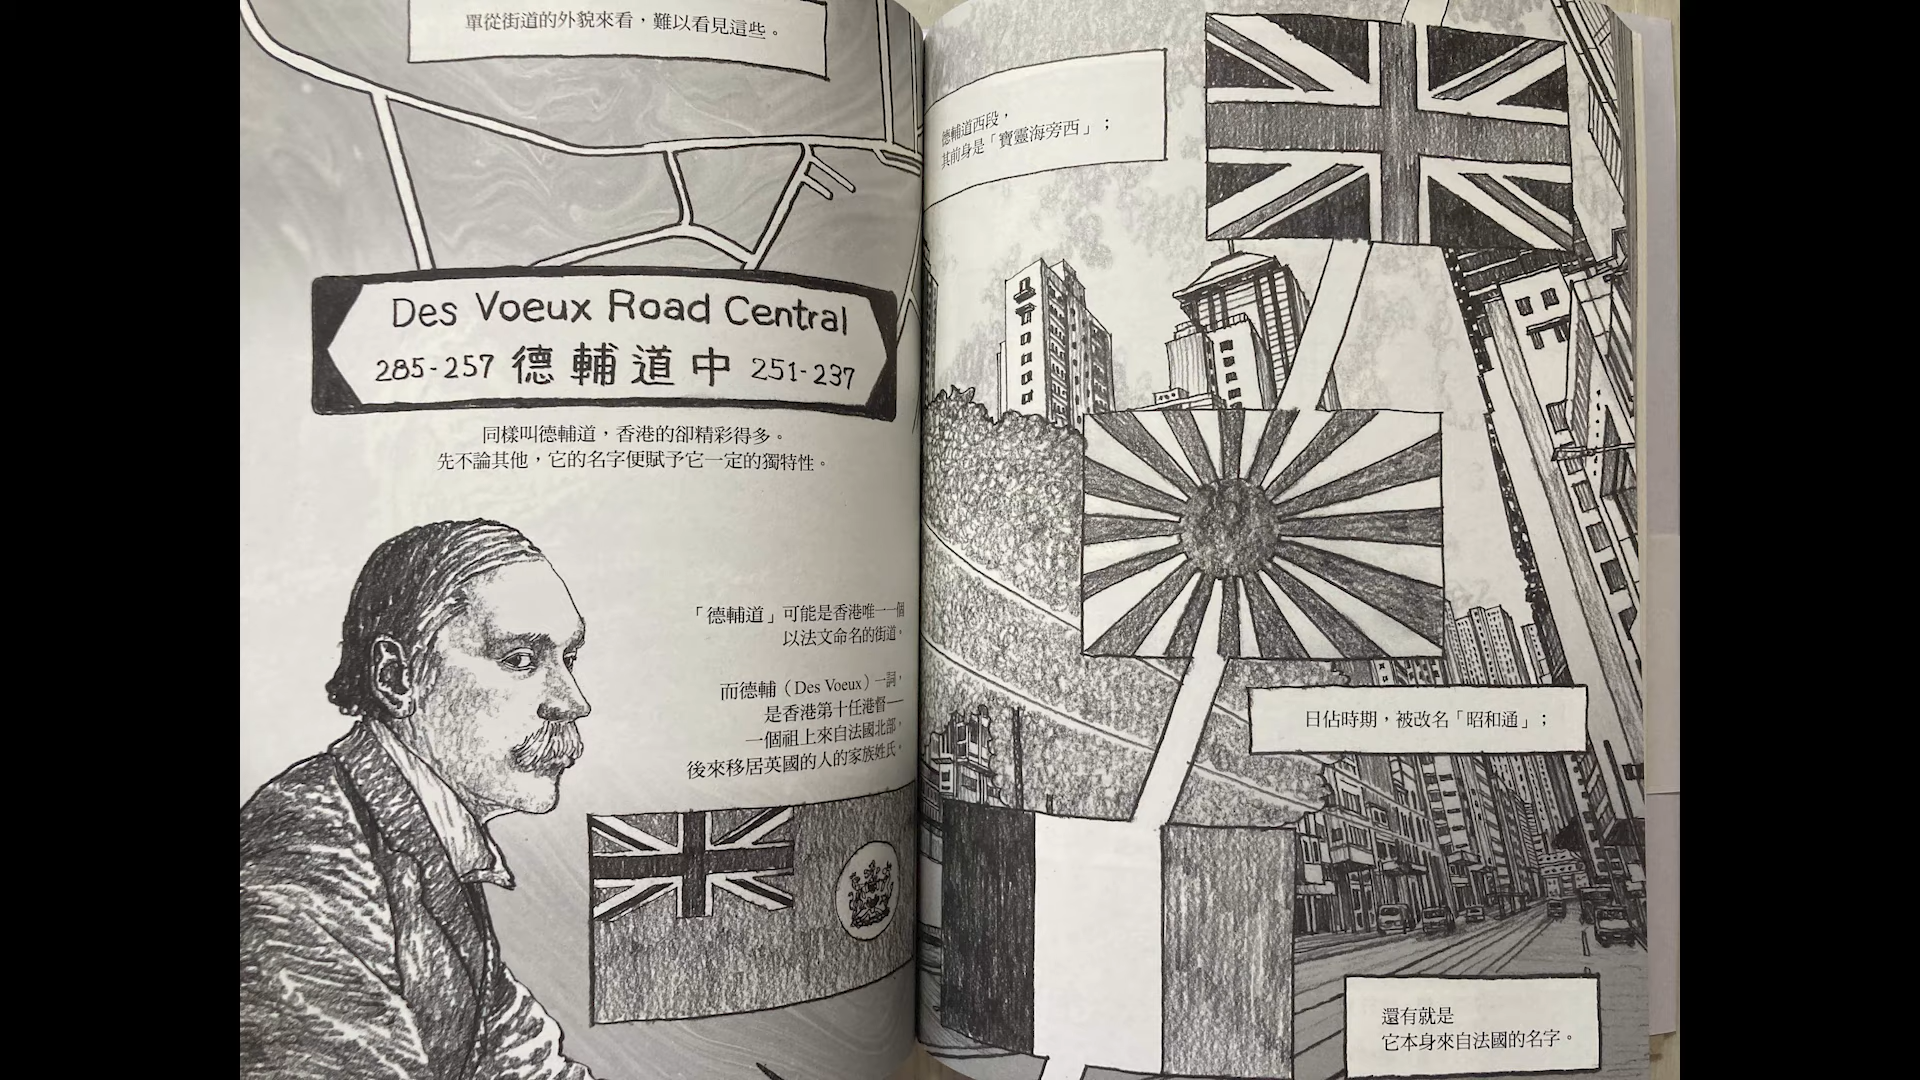 單從街道的外貌來看，難以看見這些。
Des Voeux Road Central
285-257 德輔道中 251-237
同樣叫德輔道，香港的卻精彩得多。
先不論其他，它的名字便賦予它一定的獨特性。
「德輔道」可能是香港唯一一個
以法文命名的街道，
而德輔（Des Voeux）一詞，
是香港第十任港督——
一個祖上來自法國北部，
後來移居英國的人的家族姓氏。
德輔道西段，
其前身是「寶靈海旁西」；
日佔時期，被改名「昭和通」；
還有就是
它本身來自法國的名字。